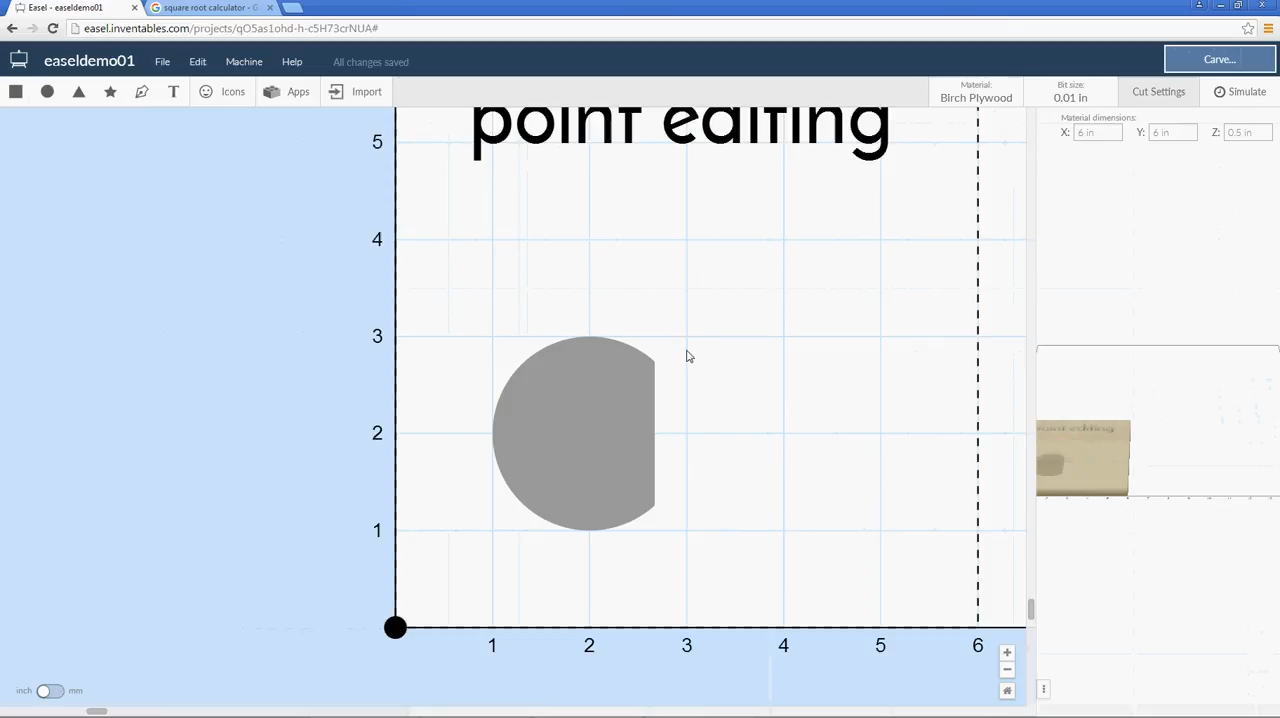 Easel - easeldemo01
square root calculator - G
easel.inventables.com/projects/qO5as1ohd-h-c5H73crNUA#
easeldemo01 File Edit Machine Help All changes saved Carve...
T Icons Apps Import Material: Birch Plywood Bit size: 0.01 in Cut Settings Simulate
Material dimensions:
X: 6 in Y: 6 in Z: 0.5 in
point editing
5
4
3
2
1
1 2 3 4 5 6
point editing
inch mm